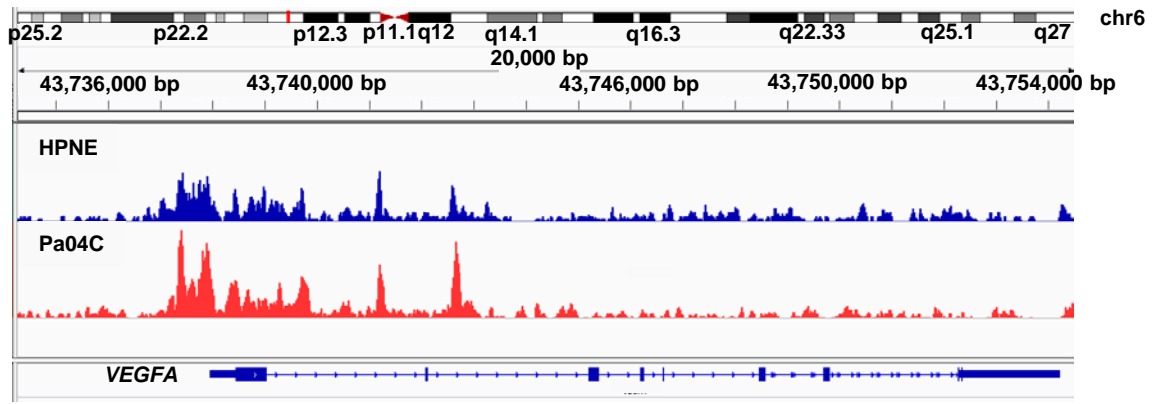 chr6
p25.2 p22.2 p12.3 p11.1 q12 q14.1 q16.3 q22.33 q25.1 q27
20,000 bp
43,736,000 bp 43,740,000 bp 43,746,000 bp 43,750,000 bp 43,754,000 bp
HPNE
Pa04C
VEGFA